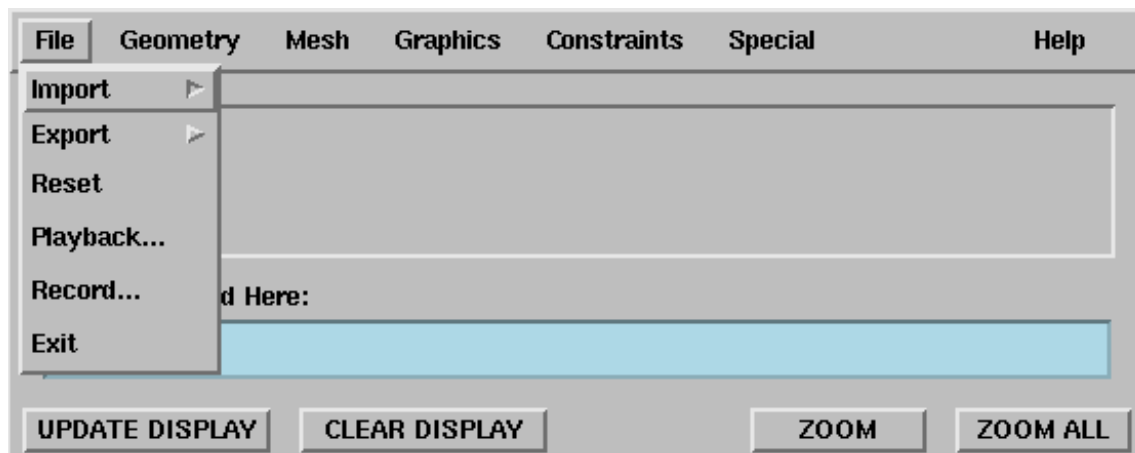 File Geometry Mesh Graphics Constraints Special Help
Import
Export
Reset
Playback...
Record...
d Here:
Exit
UPDATE DISPLAY CLEAR DISPLAY ZOOM ZOOM ALL